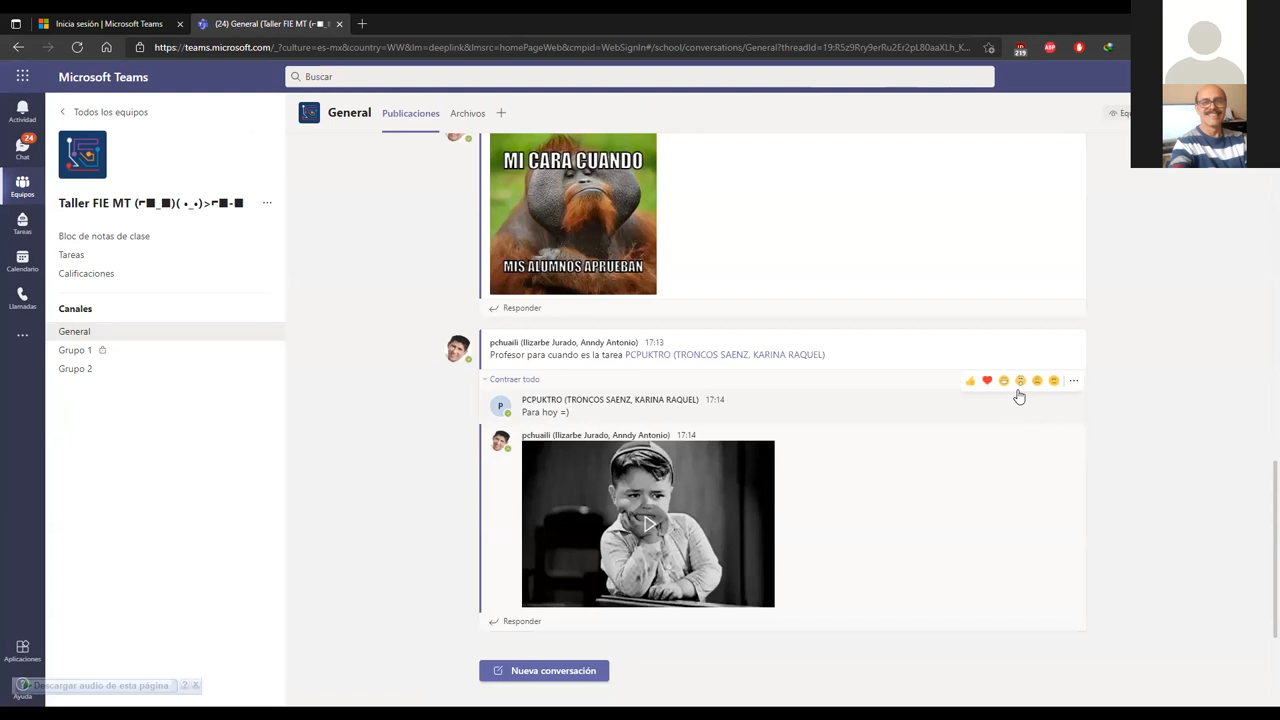 Inicia sesión | Microsoft Teams
(24) General (Taller FIE MT (⌐■_■
https://teams.microsoft.com/_?culture=es-mx&country=WW&lm=deeplink&lmsrc=homePageWeb&cmpid=WebSignIn#/school/conversations/General?threadId=19:R5z9Rry9erRu2Er2pL80aaXLh_K...
219
ABP
Microsoft Teams
Buscar
Actividad
24
Chat
Equipos
Tareas
Calendario
Llamadas
Aplicaciones
Ayuda
Todos los equipos
Taller FIE MT (⌐■_■)( •_•)>⌐■-■
Bloc de notas de clase
Tareas
Calificaciones
Canales
General
Grupo 1
Grupo 2
Descargar audio de esta página
General Publicaciones Archivos
MI CARA CUANDO
MIS ALUMNOS APRUEBAN
Responder
pchuaili (Ilizarbe Jurado, Anndy Antonio) 17:13
Profesor para cuando es la tarea PCPUKTRO (TRONCOS SAENZ, KARINA RAQUEL)
Contraer todo
P
PCPUKTRO (TRONCOS SAENZ, KARINA RAQUEL) 17:14
Para hoy =)
pchuaili (Ilizarbe Jurado, Anndy Antonio) 17:14
Responder
Nueva conversación